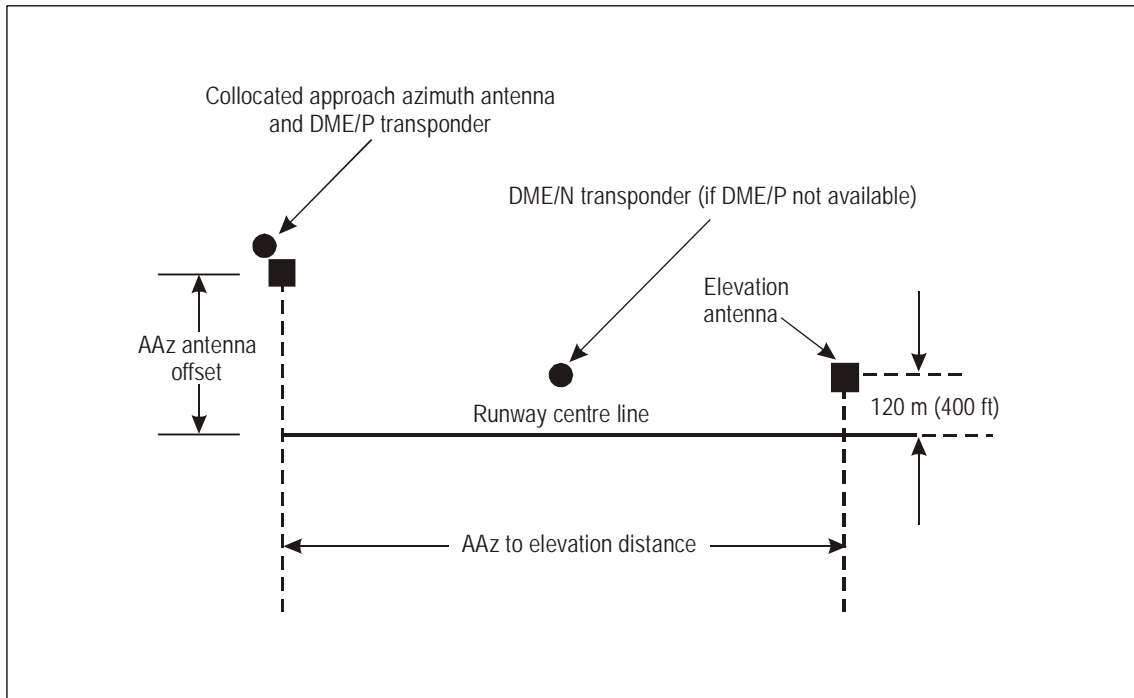 Collocated approach azimuth antenna
and DME/P transponder
DME/N transponder (if DME/P not available)
Elevation
antenna
AAz antenna
offset
120 m (400 ft)
Runway centre line
AAz to elevation distance